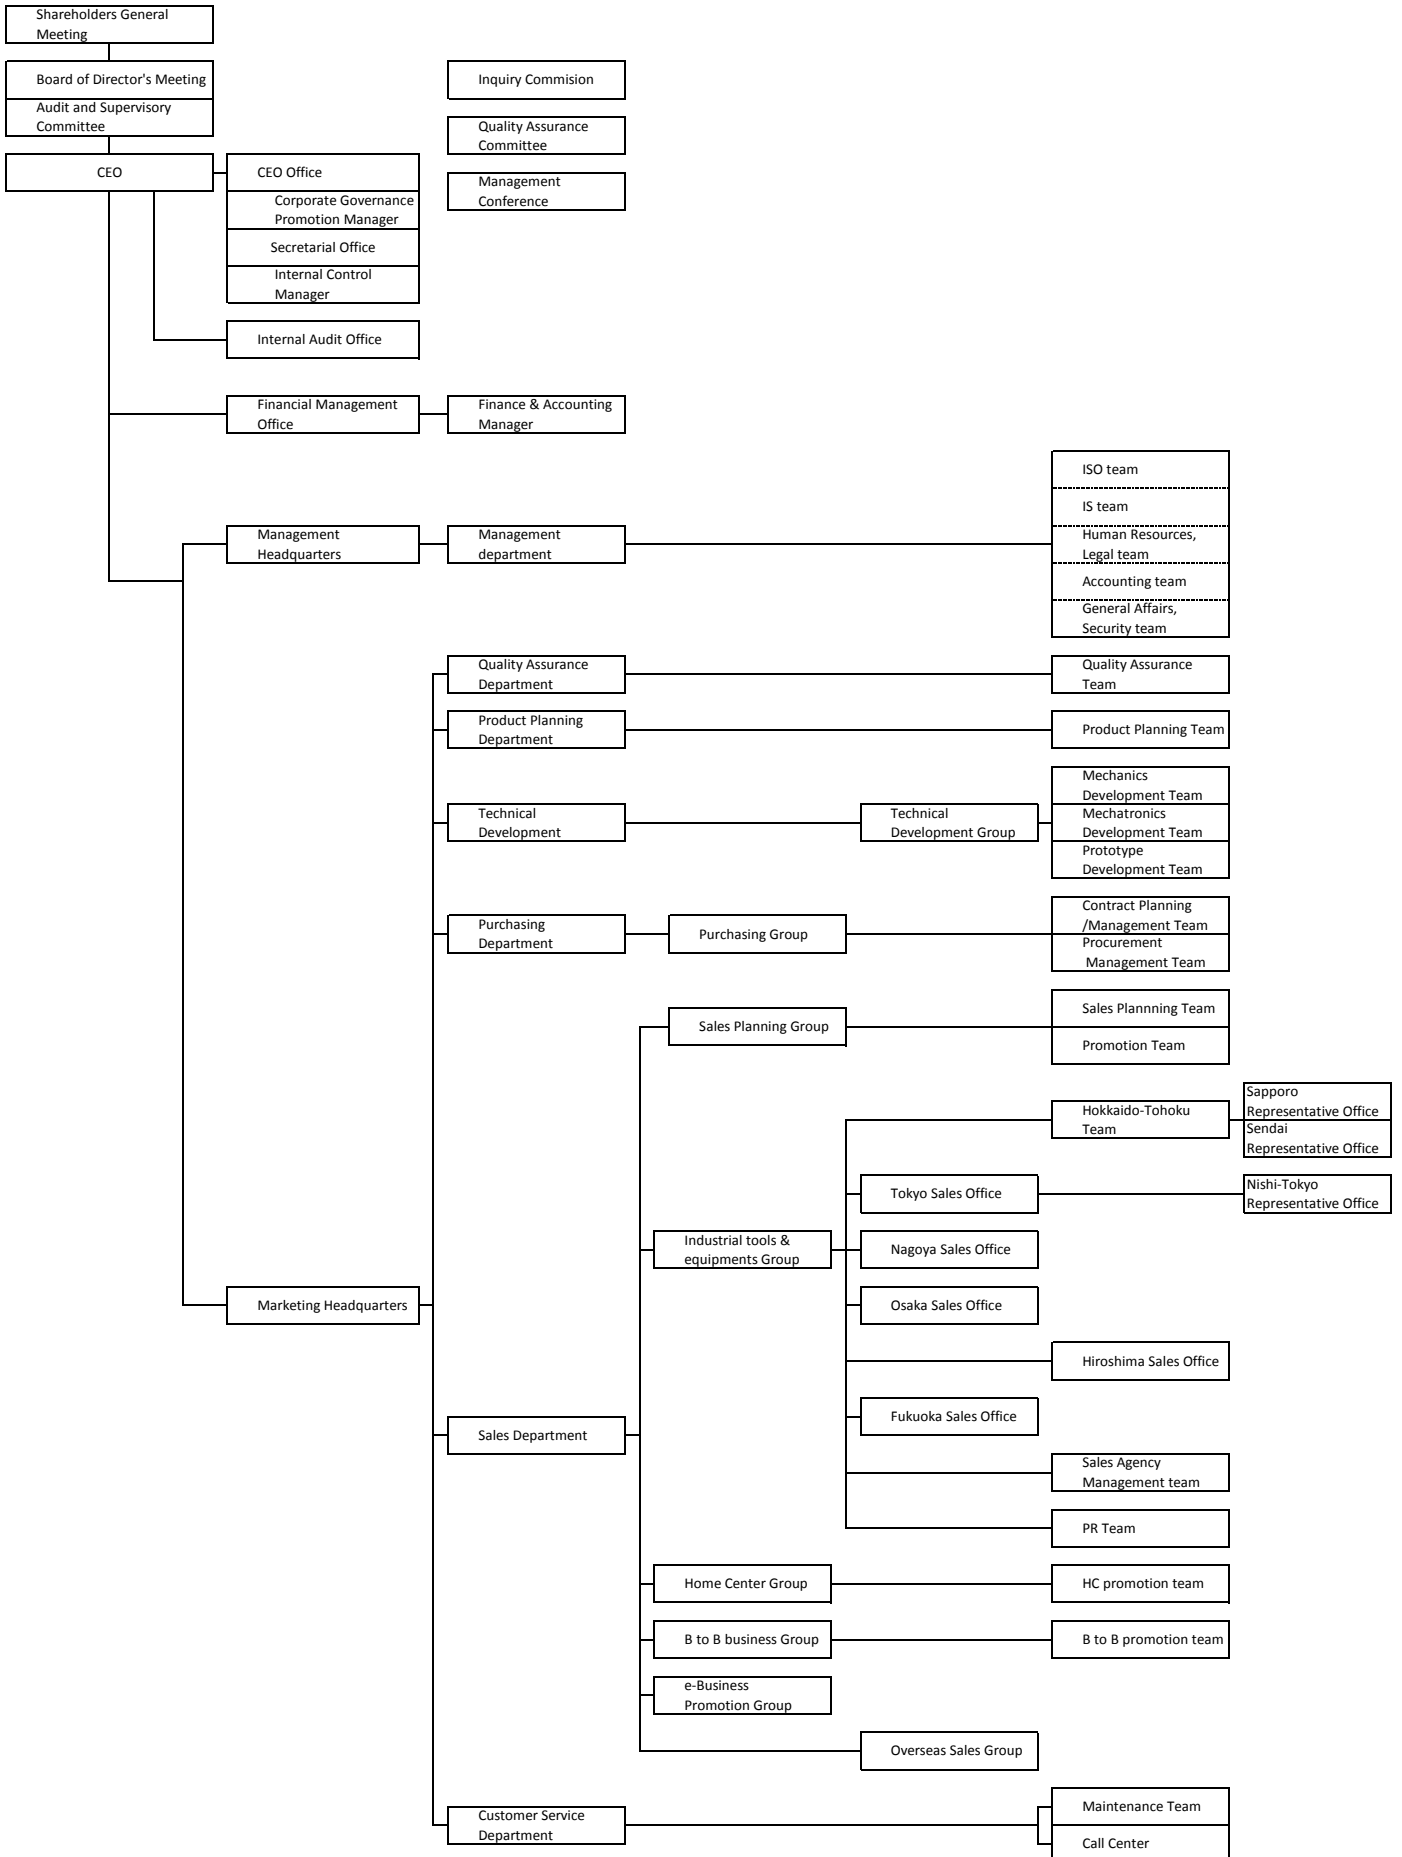 Shareholders General
Meeting
Board of Director's Meeting
Audit and Supervisory
Committee
Inquiry Commision
Quality Assurance
Committee
Management
Conference
CEO
CEO Office
Corporate Governance
Promotion Manager
Secretarial Office
Internal Control
Manager
Internal Audit Office
Financial Management
Office
Finance & Accounting
Manager
Management
Headquarters
Management
department
ISO team
IS team
Human Resources,
Legal team
Accounting team
General Affairs,
Security team
Quality Assurance
Department
Quality Assurance
Team
Product Planning
Department
Product Planning Team
Technical
Development
Technical
Development Group
Mechanics
Development Team
Mechatronics
Development Team
Prototype
Development Team
Purchasing
Department
Purchasing Group
Contract Planning
/Management Team
Procurement
Management Team
Sales Planning Group
Sales Plannning Team
Promotion Team
Hokkaido-Tohoku
Team
Sapporo
Representative Office
Sendai
Representative Office
Tokyo Sales Office
Nishi-Tokyo
Representative Office
Industrial tools &
equipments Group
Nagoya Sales Office
Marketing Headquarters
Osaka Sales Office
Hiroshima Sales Office
Sales Department
Fukuoka Sales Office
Sales Agency
Management team
PR Team
Home Center Group
HC promotion team
B to B business Group
B to B promotion team
e-Business
Promotion Group
Overseas Sales Group
Customer Service
Department
Maintenance Team
Call Center